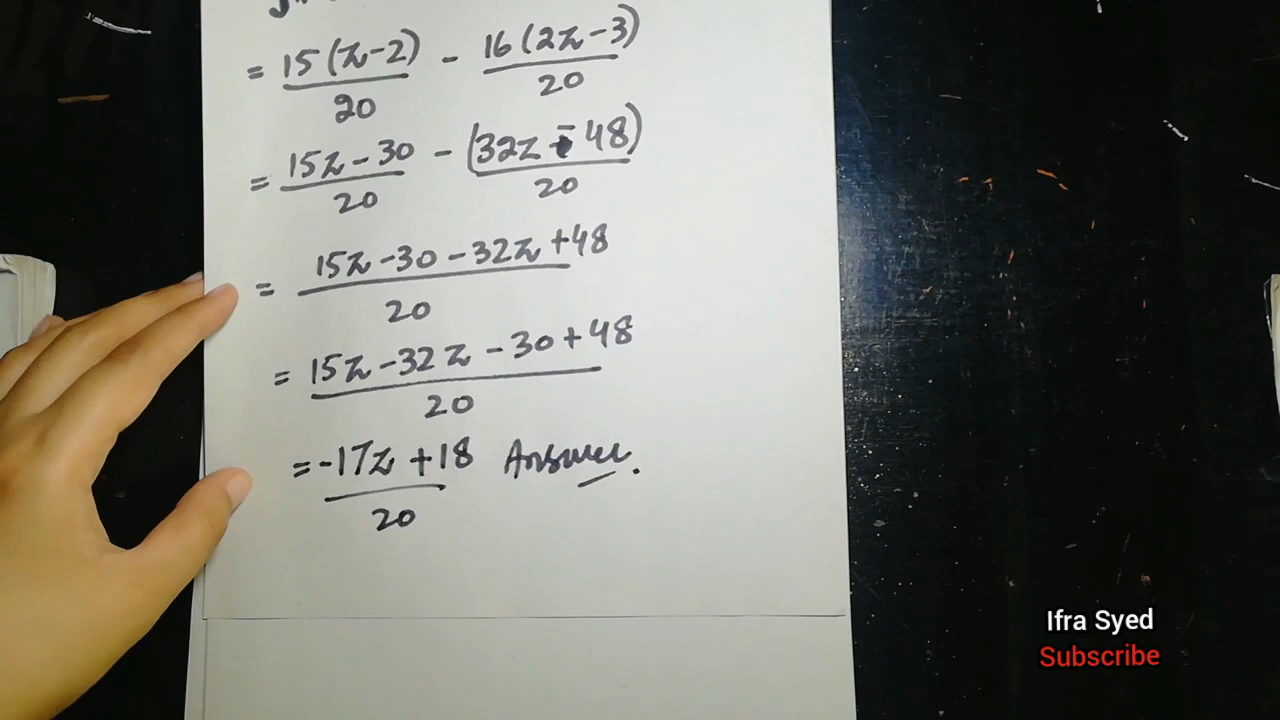 = 15(z-2)/20 - 16(2z-3)/20
= 15z-30/20 - (32z-48)/20
= 15z-30-32z+48/20
= 15z-32z-30+48/20
= -17z+18/20 Answer.
Ifra Syed
Subscribe